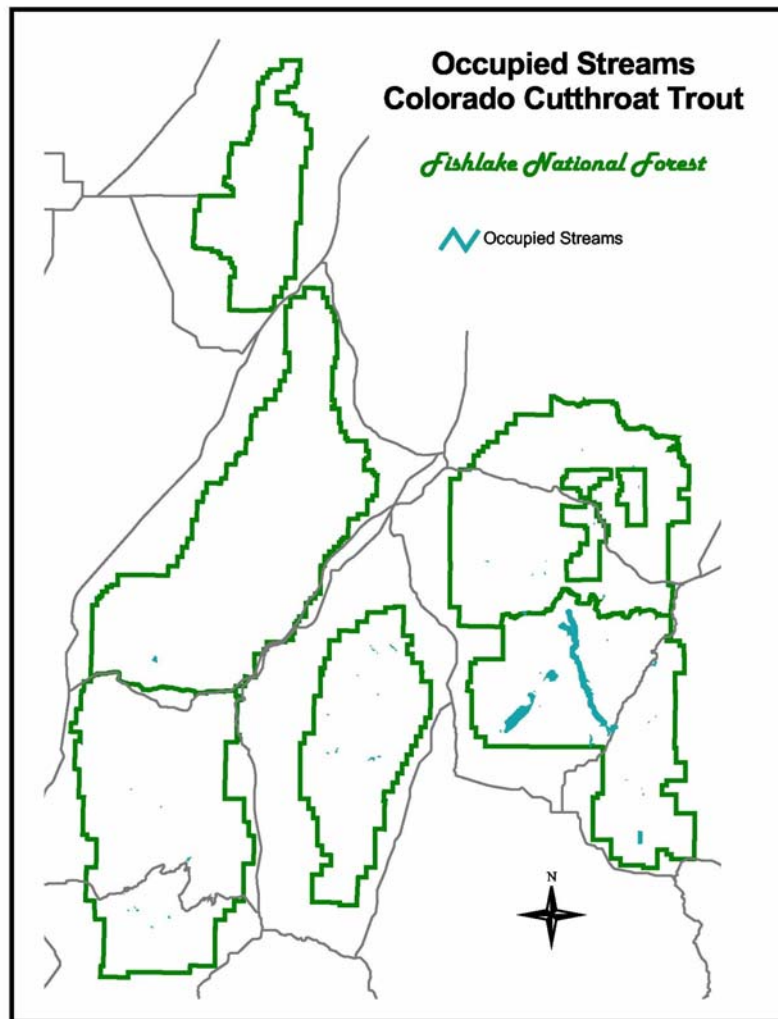 Occupied Streams
Colorado Cutthroat Trout
Fishlake National Forest
Occupied Streams
N